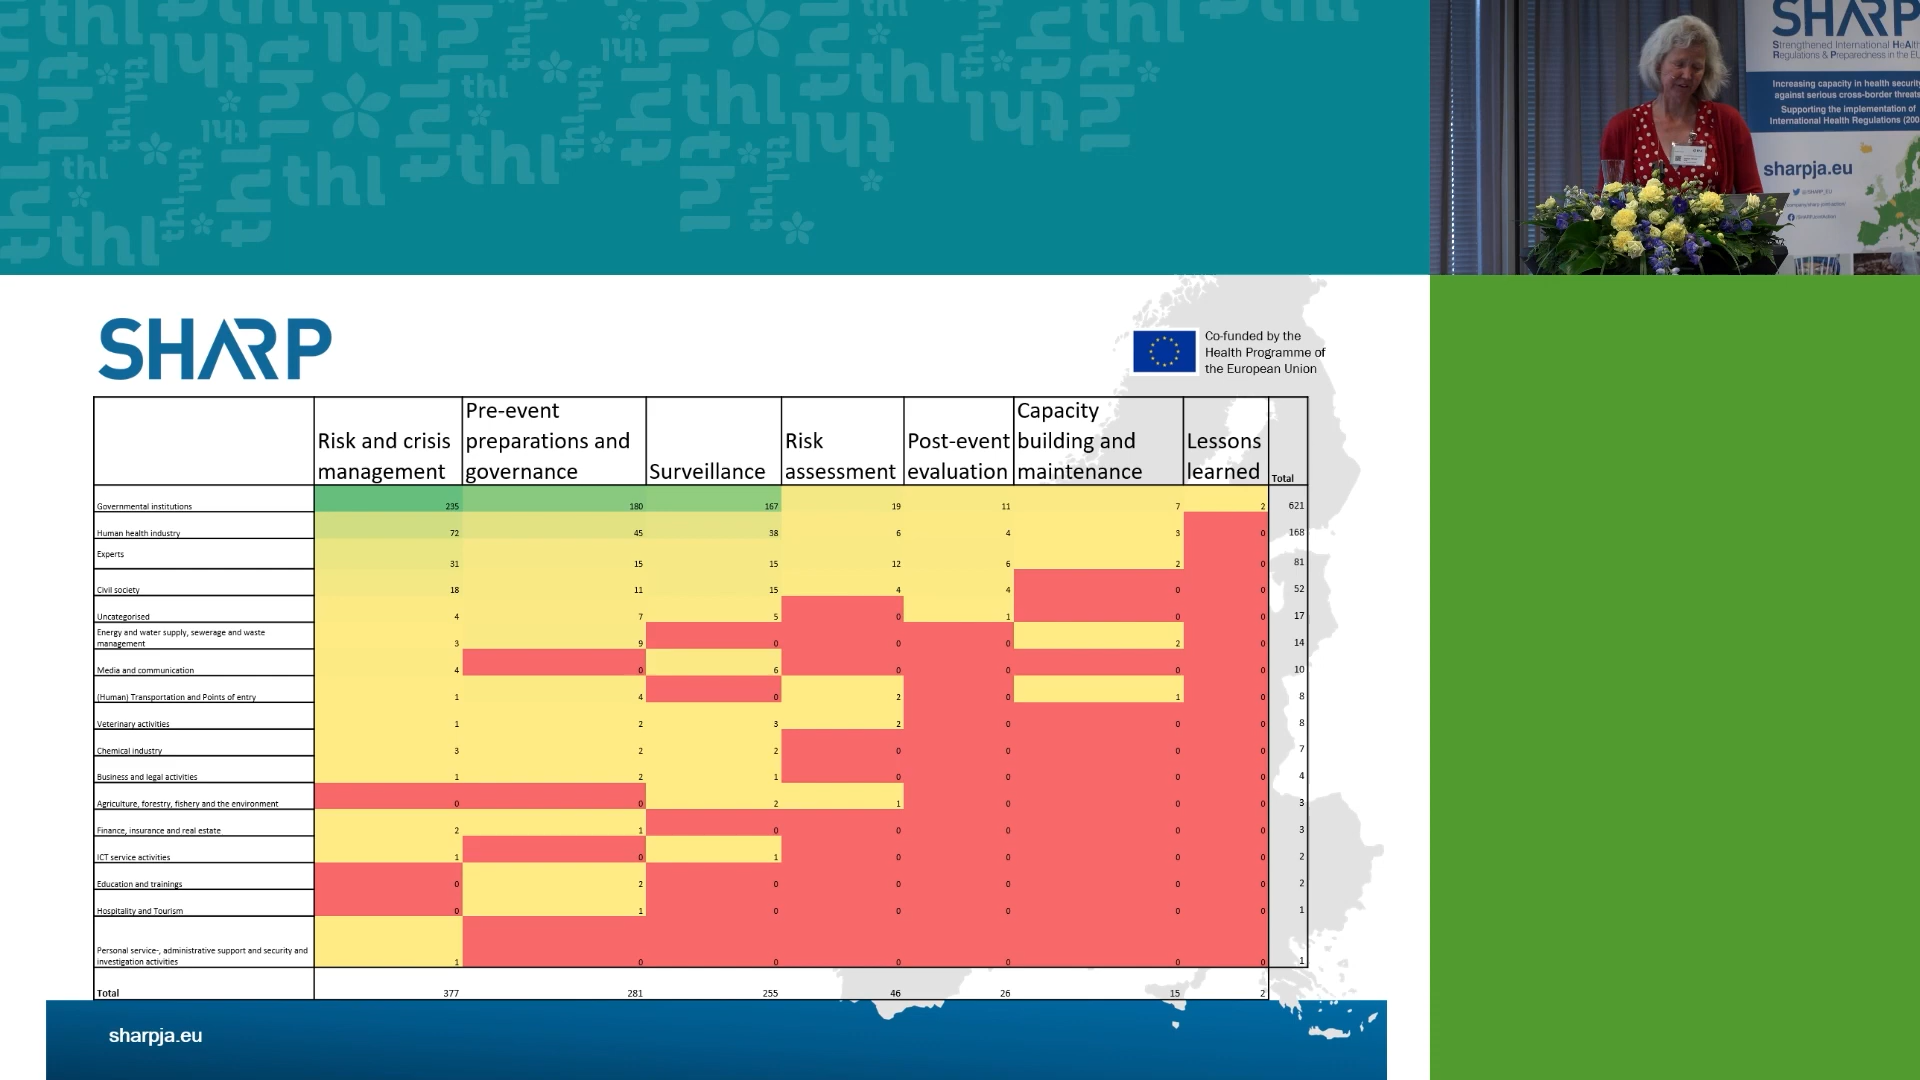 thl thl thl thl thl thl thl
SHARP
Strengthened International HeAlth
Regulations & Preparedness in the EU
Increasing capacity in health security
against serious cross-border threats
Supporting the implementation of
International Health Regulations (200
sharpja.eu
@SHARP_EU
SHARP
Co-funded by the
Health Programme of
the European Union
Risk and crisis management Pre-event preparations and governance Surveillance Risk assessment Post-event evaluation Capacity building and maintenance Lessons learned Total
Governmental institutions 235 180 167 19 11 7 2 621
Human health industry 72 45 38 6 4 3 0 168
Experts 31 15 15 12 6 2 0 81
Civil society 18 11 15 4 4 0 0 52
Uncategorised 4 7 5 0 1 0 0 17
Energy and water supply, sewerage and waste management 3 9 0 0 0 2 0 14
Media and communication 4 0 6 0 0 0 0 10
(Human) Transportation and Points of entry 1 4 0 2 0 1 0 8
Veterinary activities 1 2 3 2 0 0 0 8
Chemical industry 3 2 2 0 0 0 0 7
Business and legal activities 1 2 1 0 0 0 0 4
Agriculture, forestry, fishery and the environment 0 0 2 1 0 0 0 3
Finance, insurance and real estate 2 1 0 0 0 0 0 3
ICT service activities 1 0 1 0 0 0 0 2
Education and trainings 0 2 0 0 0 0 0 2
Hospitality and Tourism 0 1 0 0 0 0 0 1
Personal service-, administrative support and security and investigation activities 1 0 0 0 0 0 0 1
Total 377 281 255 46 26 15 2
sharpja.eu